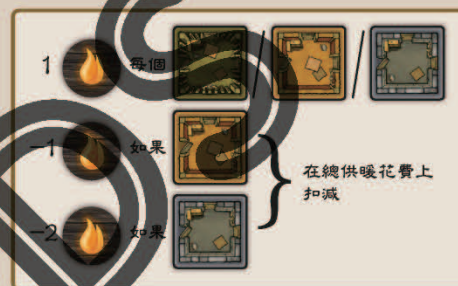 1 每個 / /
-1 如果
-2 如果
在總供暖花費上
扣減